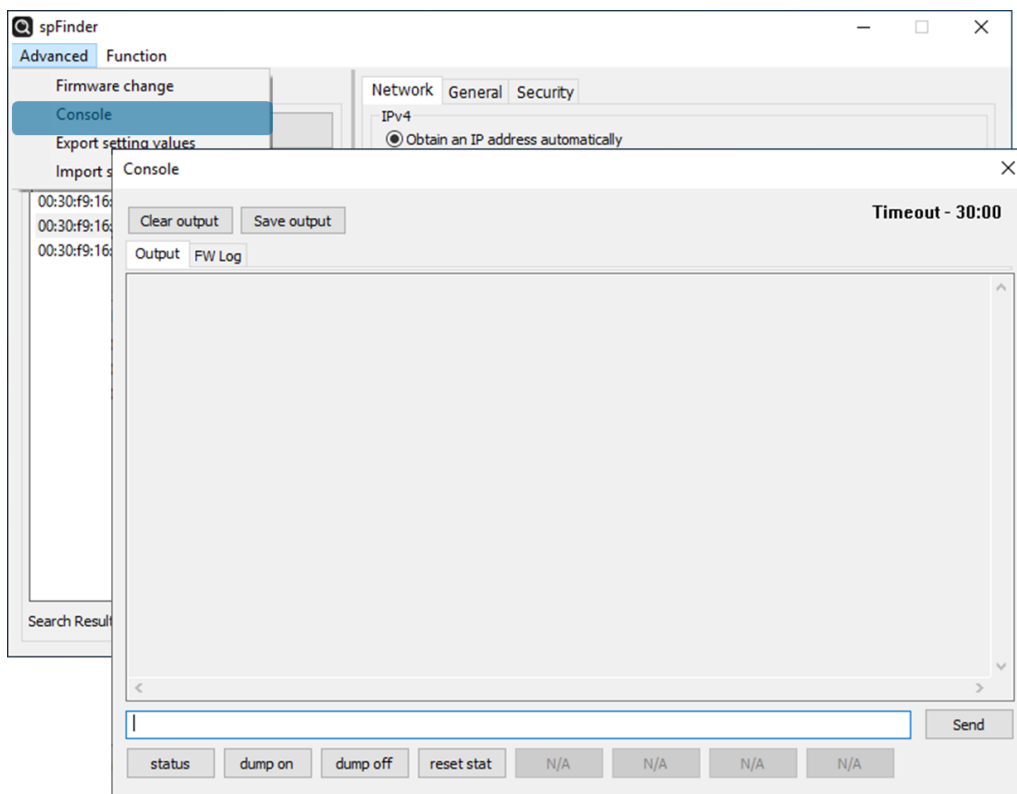 spFinder
Advanced Function
Firmware change
Console
Export setting values
Import s
Network General Security
IPv4
Obtain an IP address automatically
00:30:f9:16:
00:30:f9:16:
00:30:f9:16:
Search Result
Console
Timeout - 30:00
Clear output Save output
Output FW Log
Send
status dump on dump off reset stat N/A N/A N/A N/A